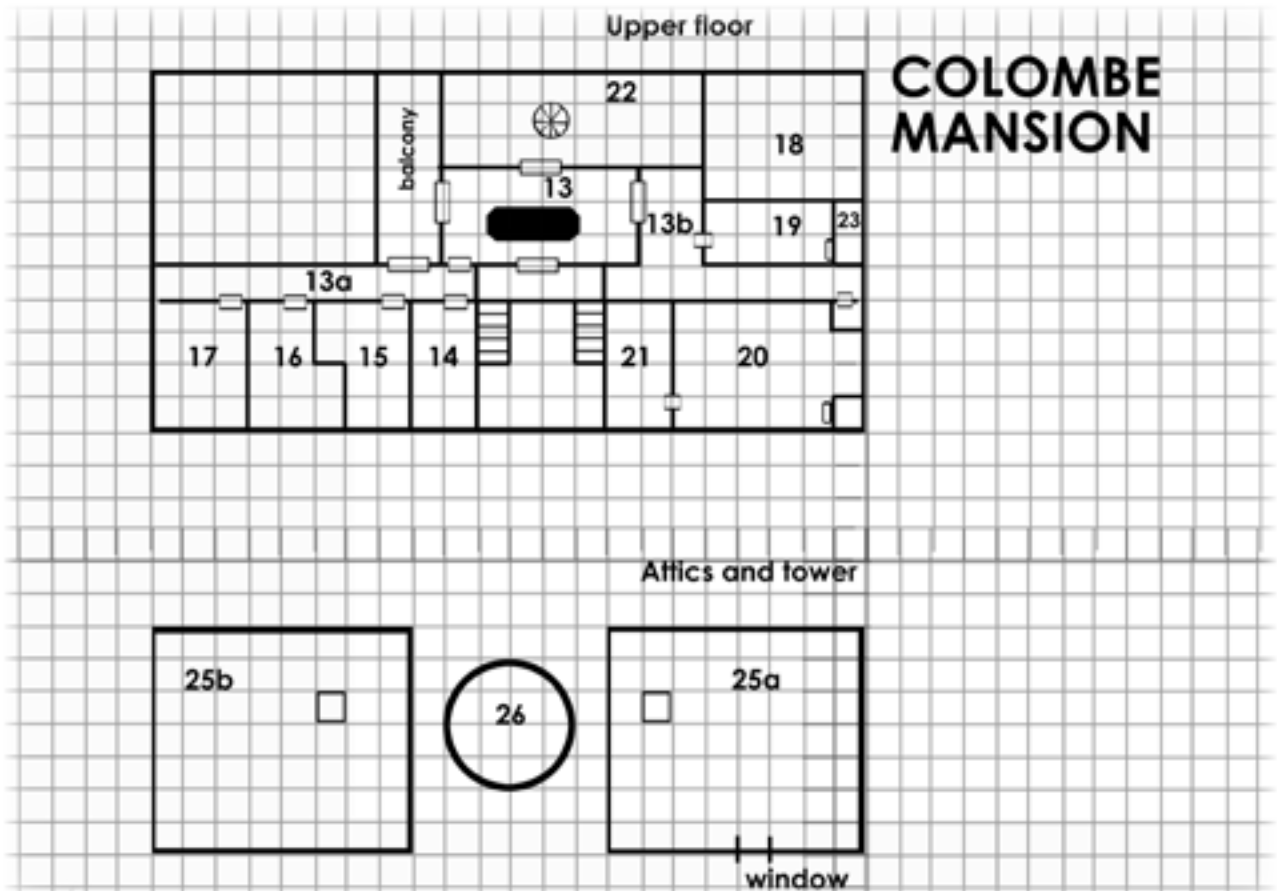 Upper floor
COLOMBE
MANSION
22
balcony
18
13
13b
19
23
13a
17
16
15
14
21
20
Attics and tower
25b
26
25a
window